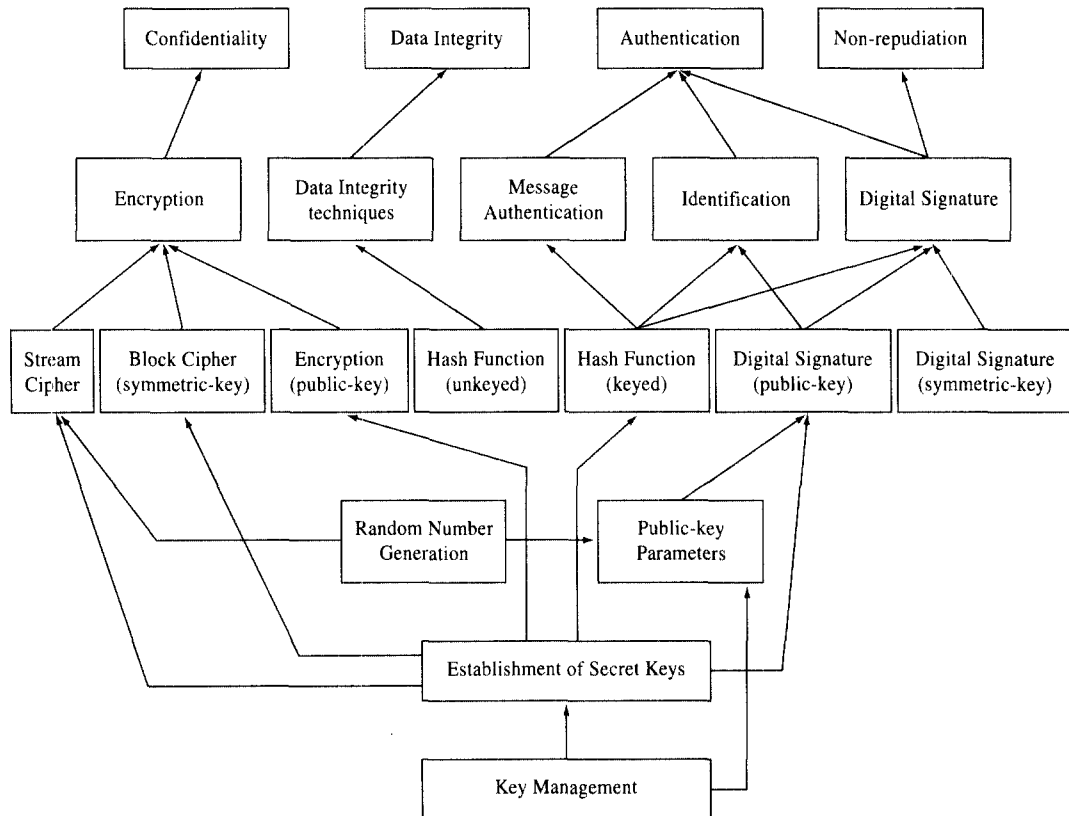 Confidentiality
Data Integrity
Authentication
Non-repudiation
Encryption
Data Integrity
techniques
Message
Authentication
Identification
Digital Signature
Stream
Cipher
Block Cipher
(symmetric-key)
Encryption
(public-key)
Hash Function
(unkeyed)
Hash Function
(keyed)
Digital Signature
(public-key)
Digital Signature
(symmetric-key)
Random Number
Generation
Public-key
Parameters
Establishment of Secret Keys
Key Management